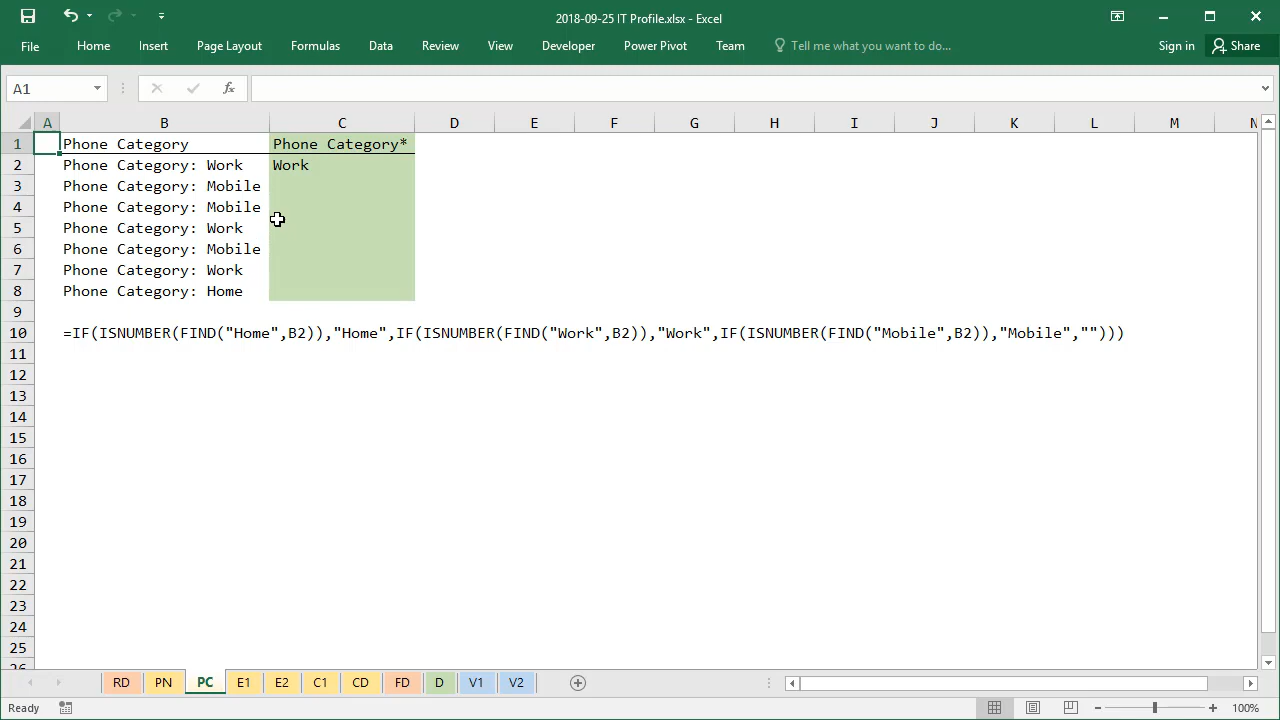 2018-09-25 IT Profile.xlsx - Excel
File Home Insert Page Layout Formulas Data Review View Developer Power Pivot Team Tell me what you want to do... Sign in Share
A1 fx
A B C D E F G H I J K L M N
1 Phone Category Phone Category*
2 Phone Category: Work Work
3 Phone Category: Mobile
4 Phone Category: Mobile
5 Phone Category: Work
6 Phone Category: Mobile
7 Phone Category: Work
8 Phone Category: Home
9
10 =IF(ISNUMBER(FIND("Home",B2)),"Home",IF(ISNUMBER(FIND("Work",B2)),"Work",IF(ISNUMBER(FIND("Mobile",B2)),"Mobile","")))
11
12
13
14
15
16
17
18
19
20
21
22
23
24
25
26
RD PN PC E1 E2 C1 CD FD D V1 V2
Ready 100%